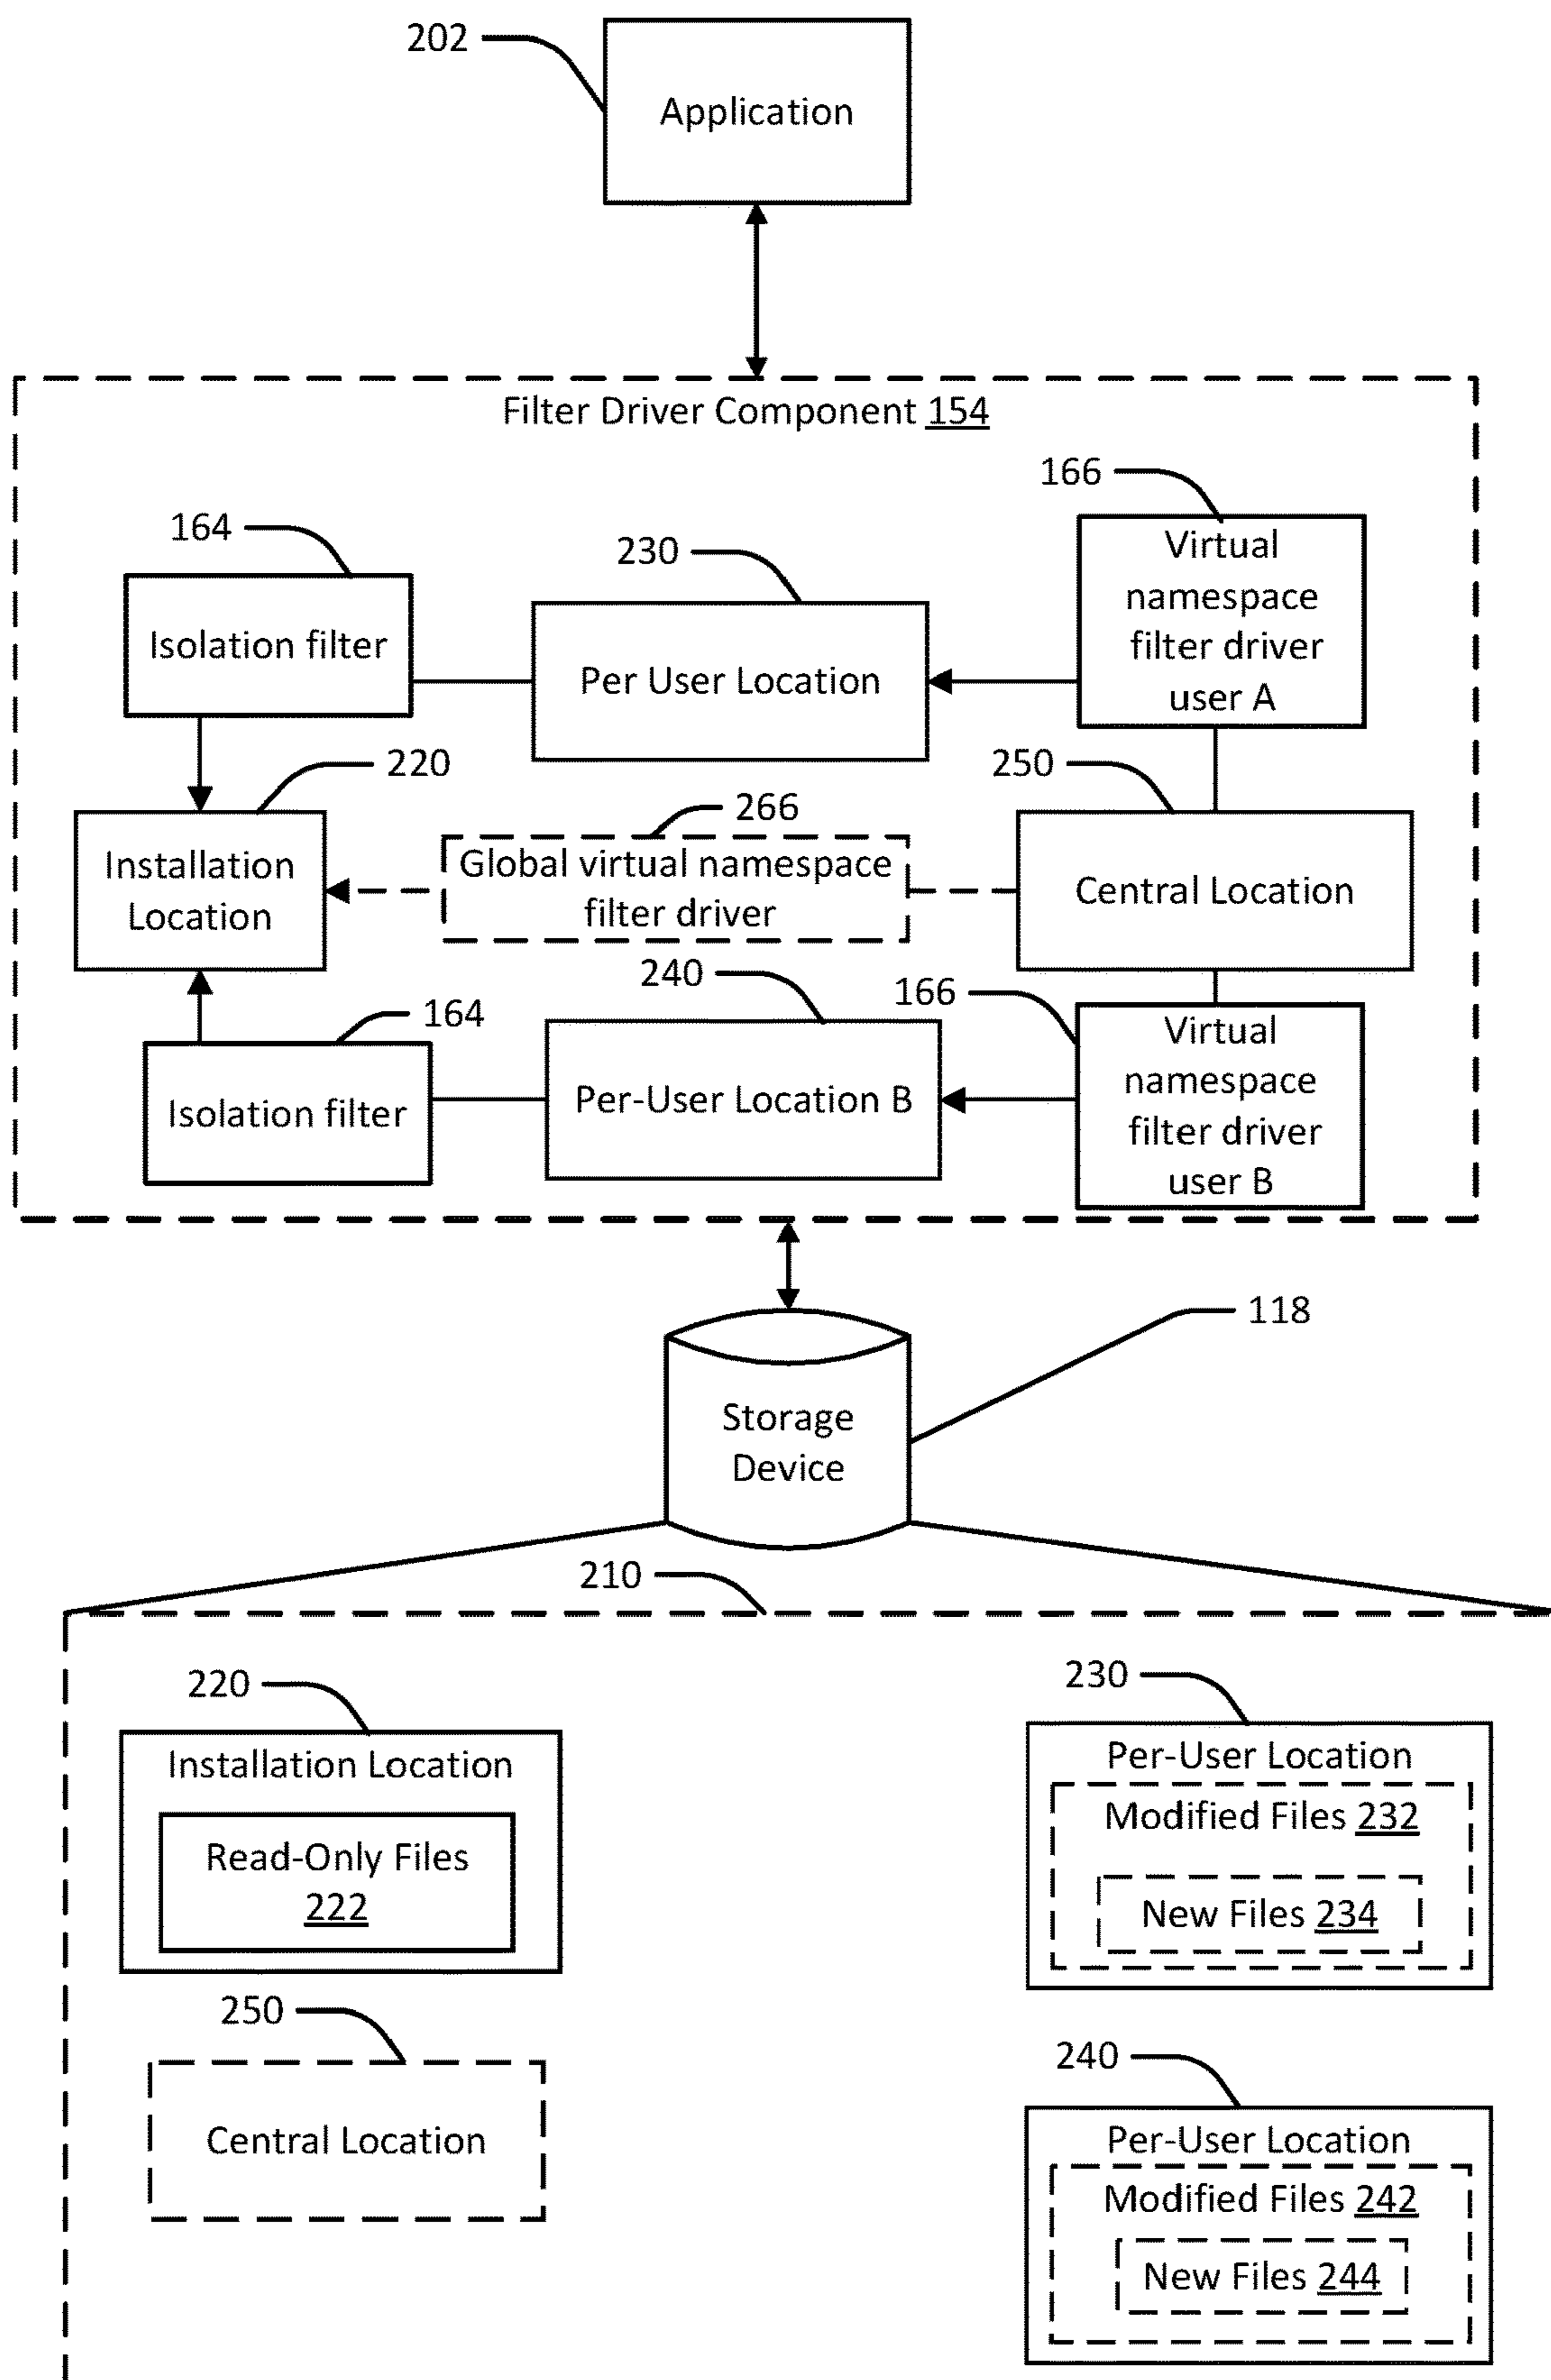 202
Application
Filter Driver Component 154
166
164
230
Virtual
namespace
filter driver
user A
Isolation filter
Per User Location
220
250
266
Installation
Location
Global virtual namespace
filter driver
Central Location
240
166
164
Virtual
namespace
filter driver
user B
Isolation filter
Per-User Location B
118
Storage
Device
210
220
230
Installation Location
Read-Only Files
222
Per-User Location
Modified Files 232
New Files 234
250
Central Location
240
Per-User Location
Modified Files 242
New Files 244